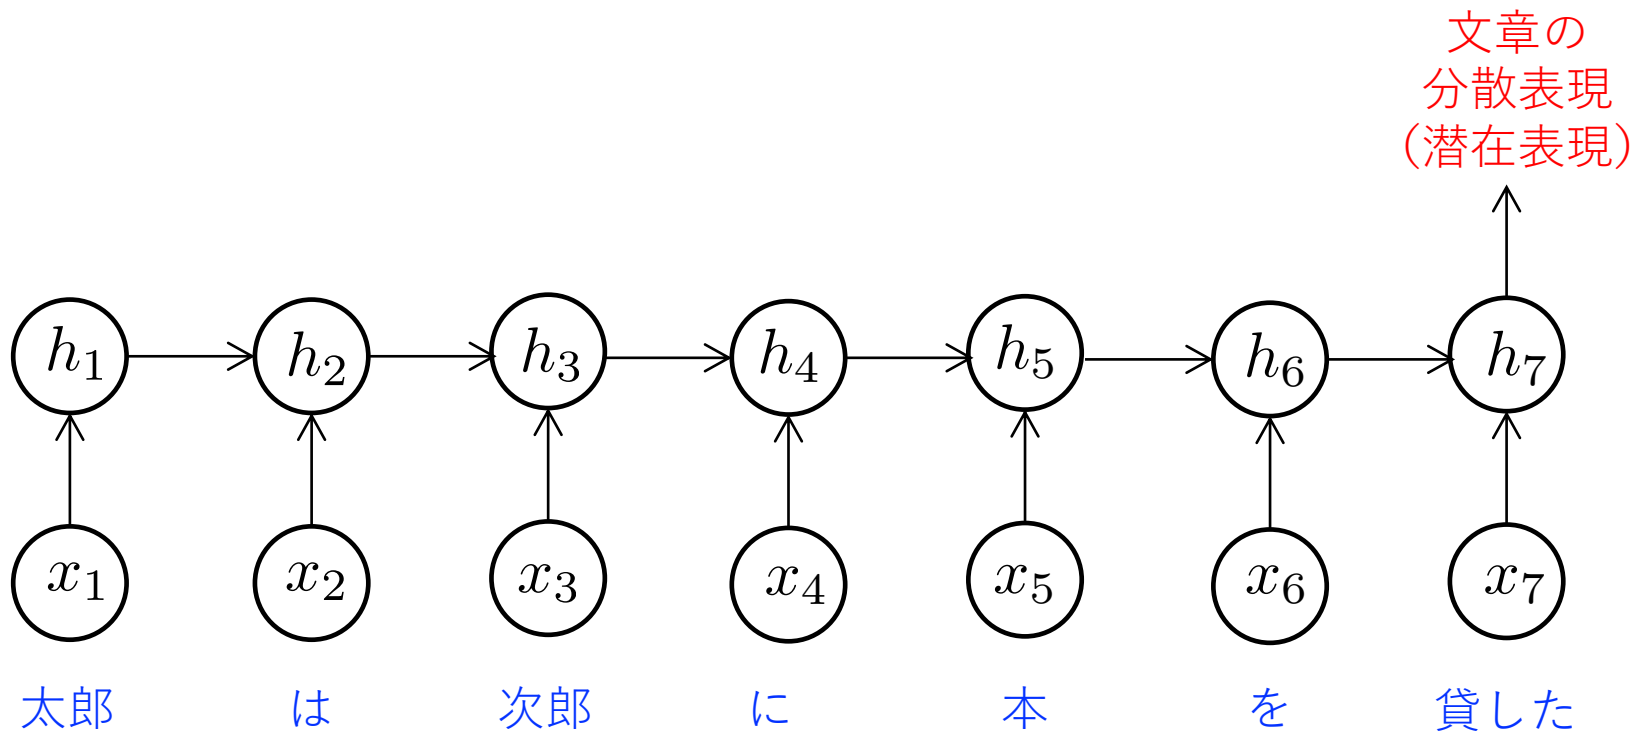 文章の
分散表現
（潜在表現）
h1 h2 h3 h4 h5 h6 h7
x1 x2 x3 x4 x5 x6 x7
太郎 は 次郎 に 本 を 貸した